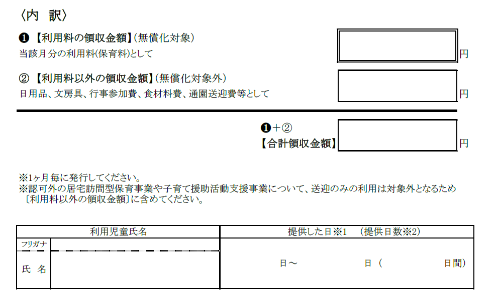 〈内 訳〉
❶【利用料の領収金額】(無償化対象)
当該月分の利用料(保育料)として
円
②【利用料以外の領収金額】(無償化対象外)
日用品、文房具、行事参加費、食材料費、通園送迎費等として
円
❶+②
【合計領収金額】
円
※1ヶ月毎に発行してください。
※認可外の居宅訪問型保育事業や子育て援助活動支援事業について、送迎のみの利用は対象外となるため
〔利用料以外の領収金額〕に含めてください。
利用児童氏名
提供した日※1 (提供日数※2)
フリガナ
氏 名
日～ 日 ( 日間)